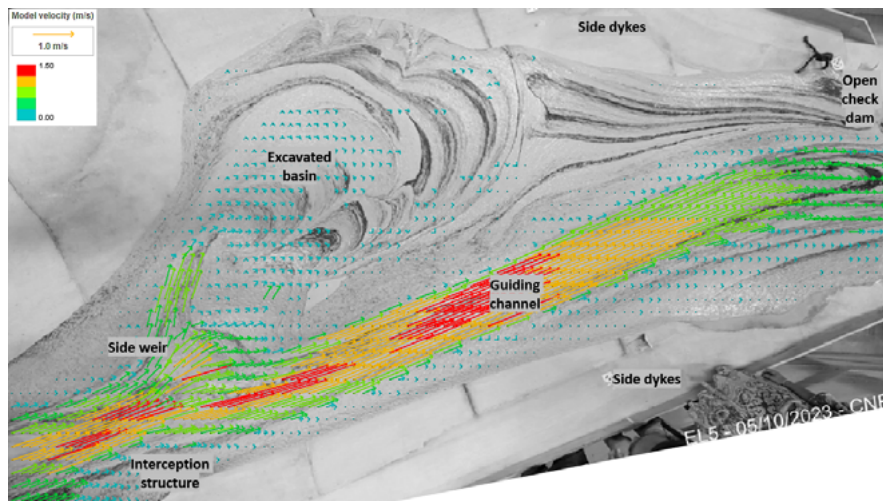 Model velocity (m/s)
1.0 m/s
1.50
0.00
Side dykes
Open
check
dam
Excavated
basin
Guiding
channel
Side weir
Side dykes
Interception
structure
EL5 - 05/10/2023 - CNR